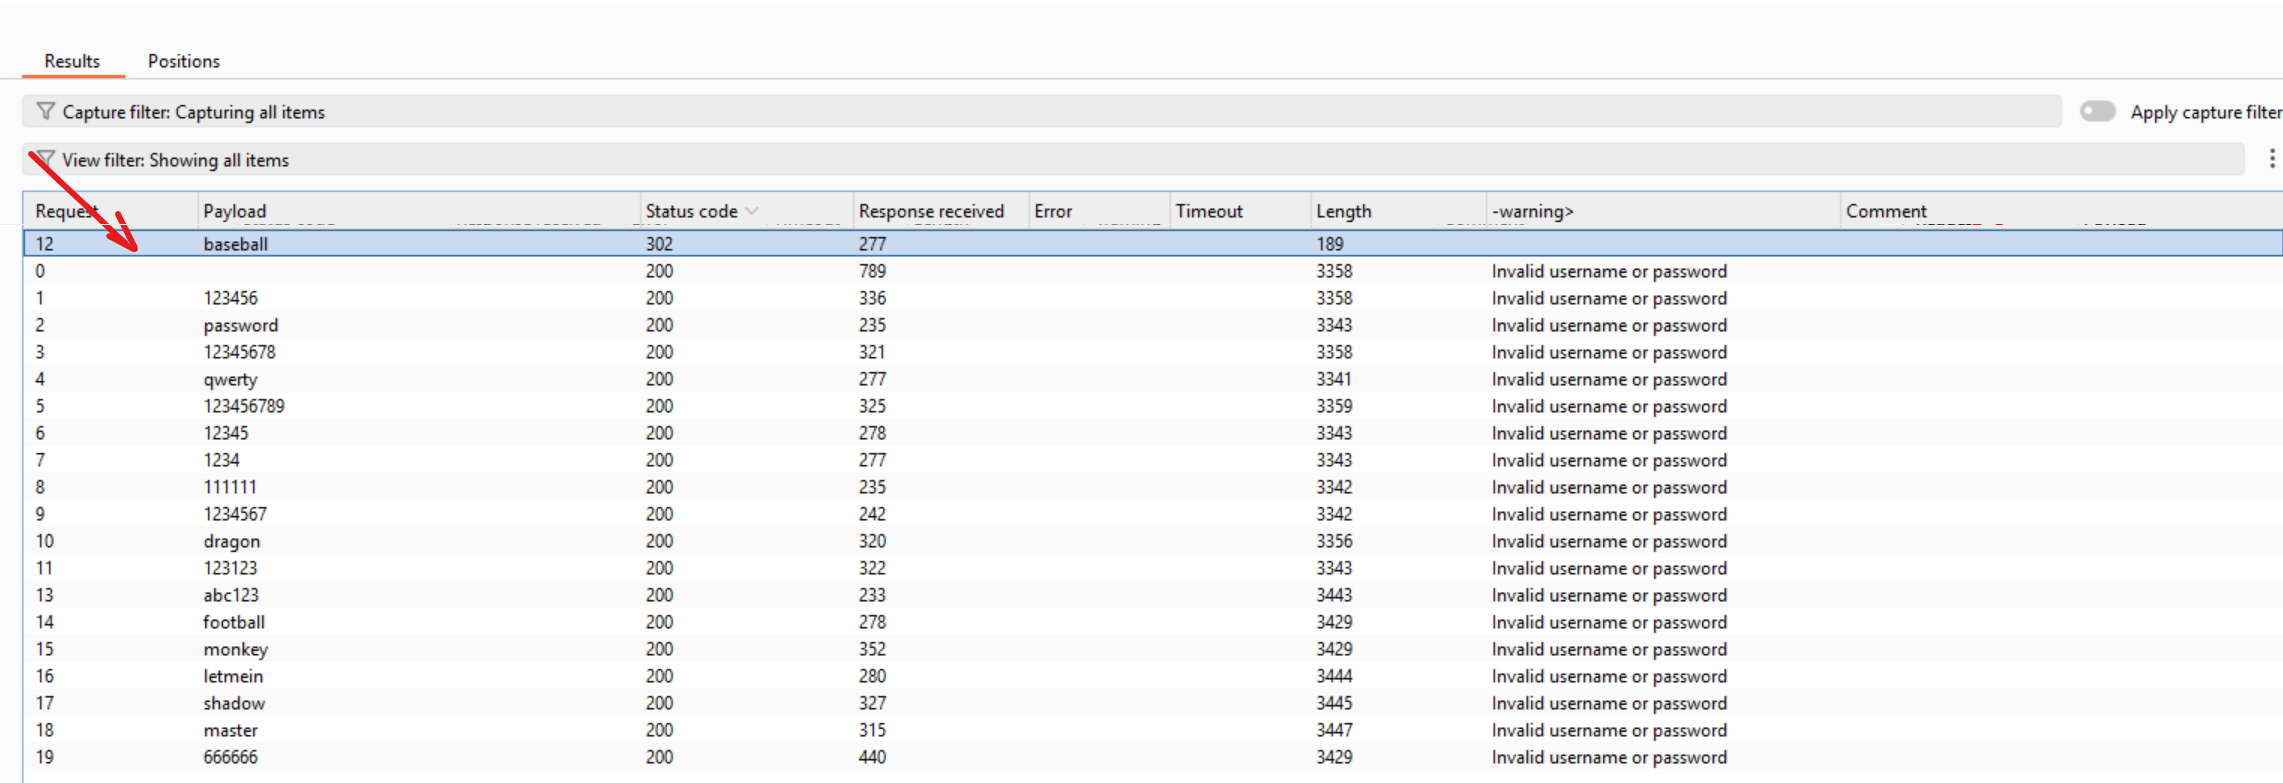 Results Positions
Capture filter: Capturing all items Apply capture filter
View filter: Showing all items
Request Payload Status code Response received Error Timeout Length -warning> Comment
12 baseball 302 277 189
0 200 789 3358 Invalid username or password
1 123456 200 336 3358 Invalid username or password
2 password 200 235 3343 Invalid username or password
3 12345678 200 321 3358 Invalid username or password
4 qwerty 200 277 3341 Invalid username or password
5 123456789 200 325 3359 Invalid username or password
6 12345 200 278 3343 Invalid username or password
7 1234 200 277 3343 Invalid username or password
8 111111 200 235 3342 Invalid username or password
9 1234567 200 242 3342 Invalid username or password
10 dragon 200 320 3356 Invalid username or password
11 123123 200 322 3343 Invalid username or password
13 abc123 200 233 3443 Invalid username or password
14 football 200 278 3429 Invalid username or password
15 monkey 200 352 3429 Invalid username or password
16 letmein 200 280 3444 Invalid username or password
17 shadow 200 327 3445 Invalid username or password
18 master 200 315 3447 Invalid username or password
19 666666 200 440 3429 Invalid username or password